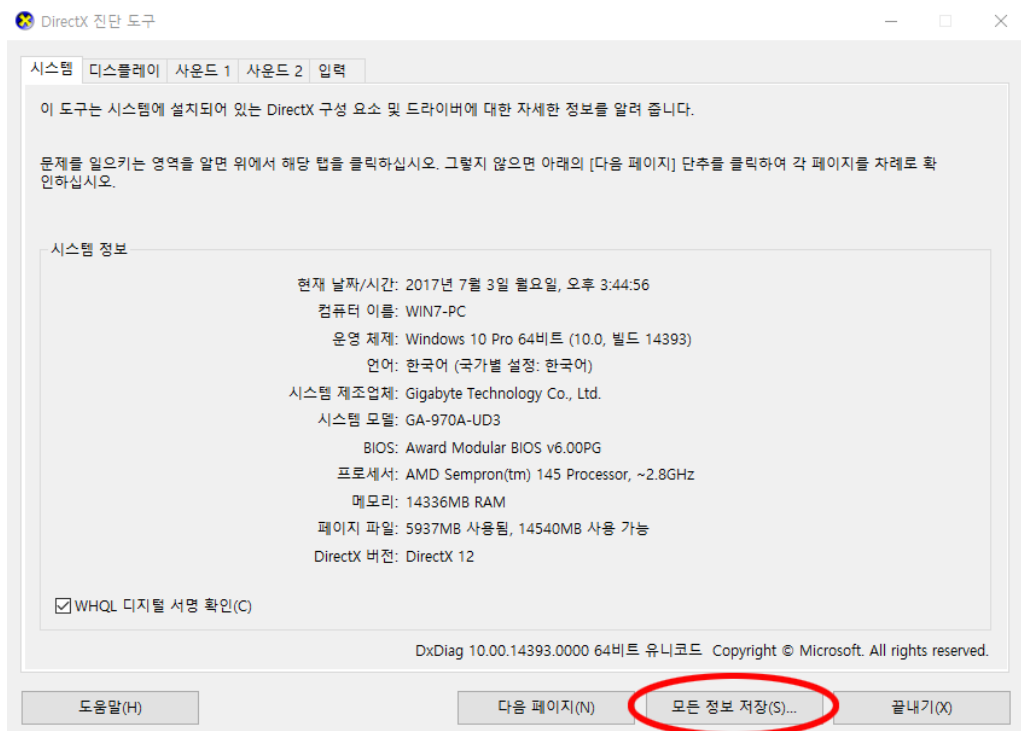 DirectX 진단 도구
시스템 디스플레이 사운드 1 사운드 2 입력
이 도구는 시스템에 설치되어 있는 DirectX 구성 요소 및 드라이버에 대한 자세한 정보를 알려 줍니다.
문제를 일으키는 영역을 알면 위에서 해당 탭을 클릭하십시오. 그렇지 않으면 아래의 [다음 페이지] 단추를 클릭하여 각 페이지를 차례로 확
인하십시오.
시스템 정보
현재 날짜/시간: 2017년 7월 3일 월요일, 오후 3:44:56
컴퓨터 이름: WIN7-PC
운영 체제: Windows 10 Pro 64비트 (10.0, 빌드 14393)
언어: 한국어 (국가별 설정: 한국어)
시스템 제조업체: Gigabyte Technology Co., Ltd.
시스템 모델: GA-970A-UD3
BIOS: Award Modular BIOS v6.00PG
프로세서: AMD Sempron(tm) 145 Processor, ~2.8GHz
메모리: 14336MB RAM
페이지 파일: 5937MB 사용됨, 14540MB 사용 가능
DirectX 버전: DirectX 12
WHQL 디지털 서명 확인(C)
DxDiag 10.00.14393.0000 64비트 유니코드 Copyright © Microsoft. All rights reserved.
도움말(H) 다음 페이지(N) 모든 정보 저장(S)... 끝내기(X)